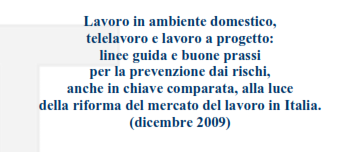 Lavoro in ambiente domestico,
telelavoro e lavoro a progetto:
linee guida e buone prassi
per la prevenzione dai rischi,
anche in chiave comparata, alla luce
della riforma del mercato del lavoro in Italia.
(dicembre 2009)